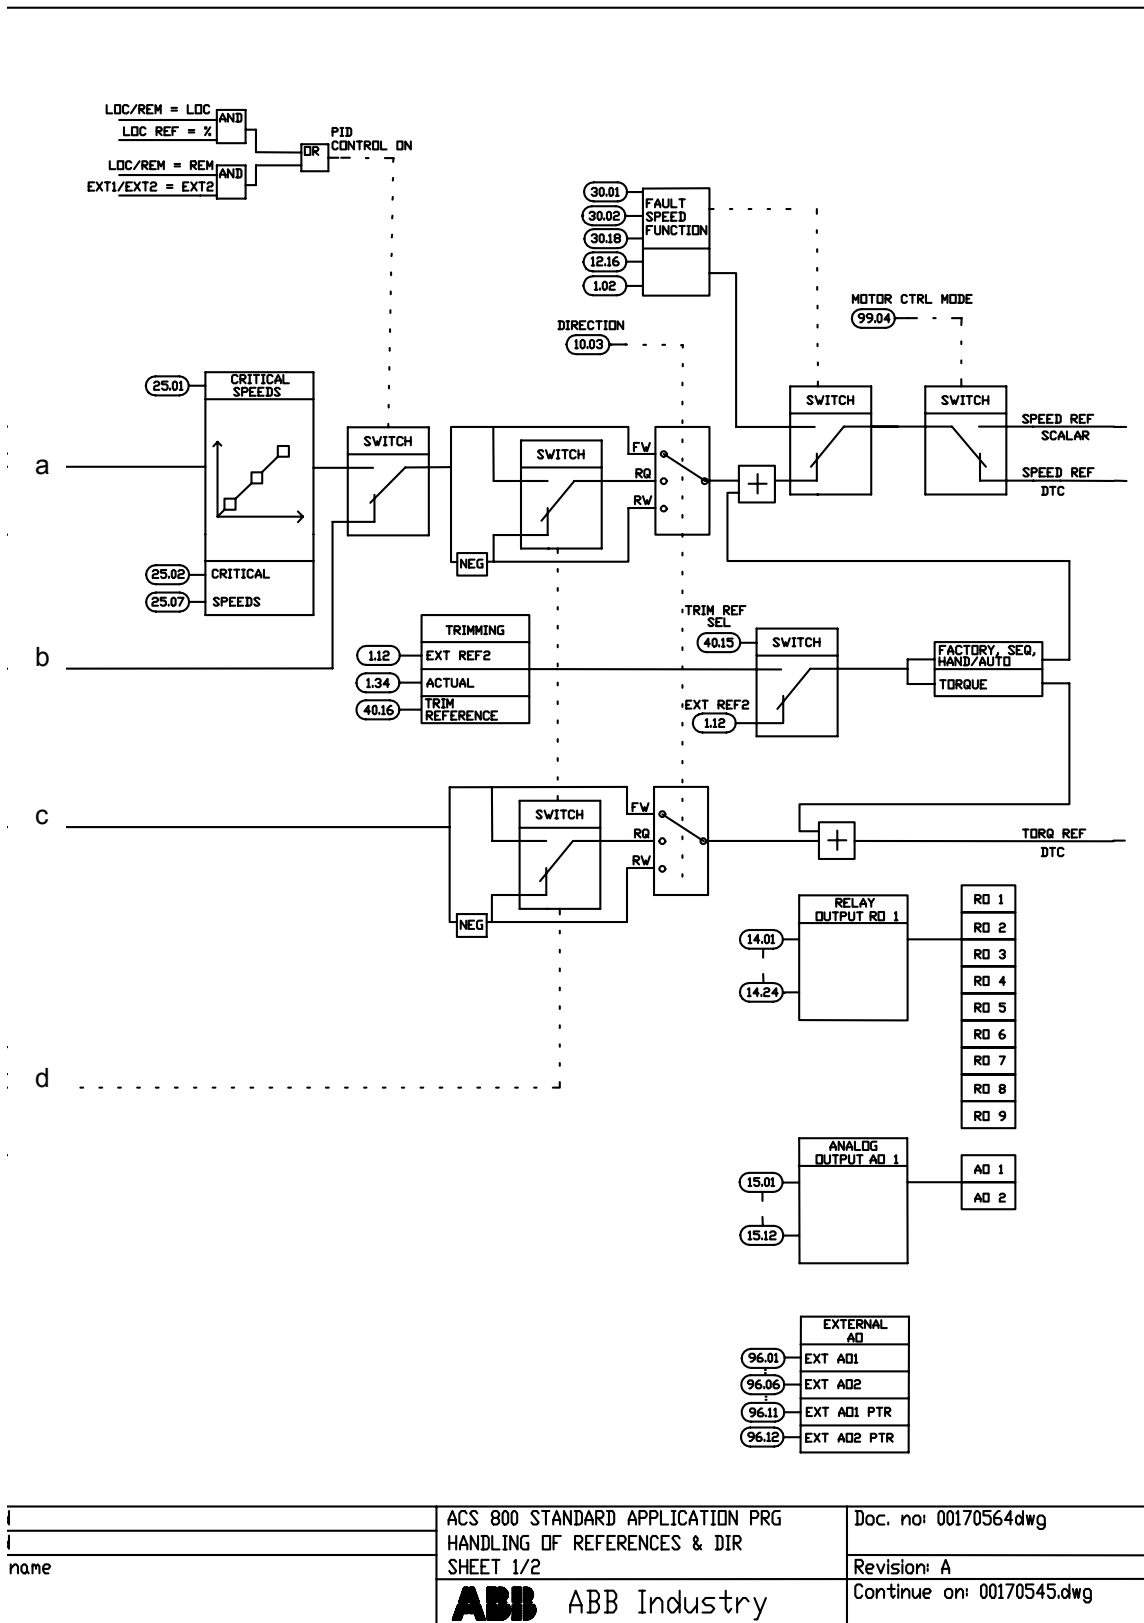 LOC/REM = LOC
LOC REF = %
AND
LOC/REM = REM
EXT1/EXT2 = EXT2
AND
OR
PID
CONTROL ON
30.01
30.02
30.18
12.16
1.02
FAULT
SPEED
FUNCTION
MOTOR CTRL MODE
99.04
DIRECTION
10.03
25.01
CRITICAL
SPEEDS
SWITCH
SWITCH
SWITCH
SWITCH
FW
RQ
RW
NEG
+
SPEED REF
SCALAR
SPEED REF
DTC
a
25.02
CRITICAL
25.07
SPEEDS
b
TRIMMING
1.12
EXT REF2
1.34
ACTUAL
40.16
TRIM
REFERENCE
TRIM REF
SEL
40.15
SWITCH
EXT REF2
1.12
FACTORY, SEQ,
HAND/AUTO
TORQUE
c
SWITCH
FW
RQ
RW
NEG
+
TORQ REF
DTC
RELAY
OUTPUT RO 1
14.01
14.24
RO 1
RO 2
RO 3
RO 4
RO 5
RO 6
RO 7
RO 8
RO 9
d
ANALOG
OUTPUT AO 1
15.01
15.12
AO 1
AO 2
EXTERNAL
AO
96.01
EXT AO1
96.06
EXT AO2
96.11
EXT AO1 PTR
96.12
EXT AO2 PTR
name
ACS 800 STANDARD APPLICATION PRG
HANDLING OF REFERENCES & DIR
SHEET 1/2
ABB ABB Industry
Doc. no: 00170564dwg
Revision: A
Continue on: 00170545.dwg